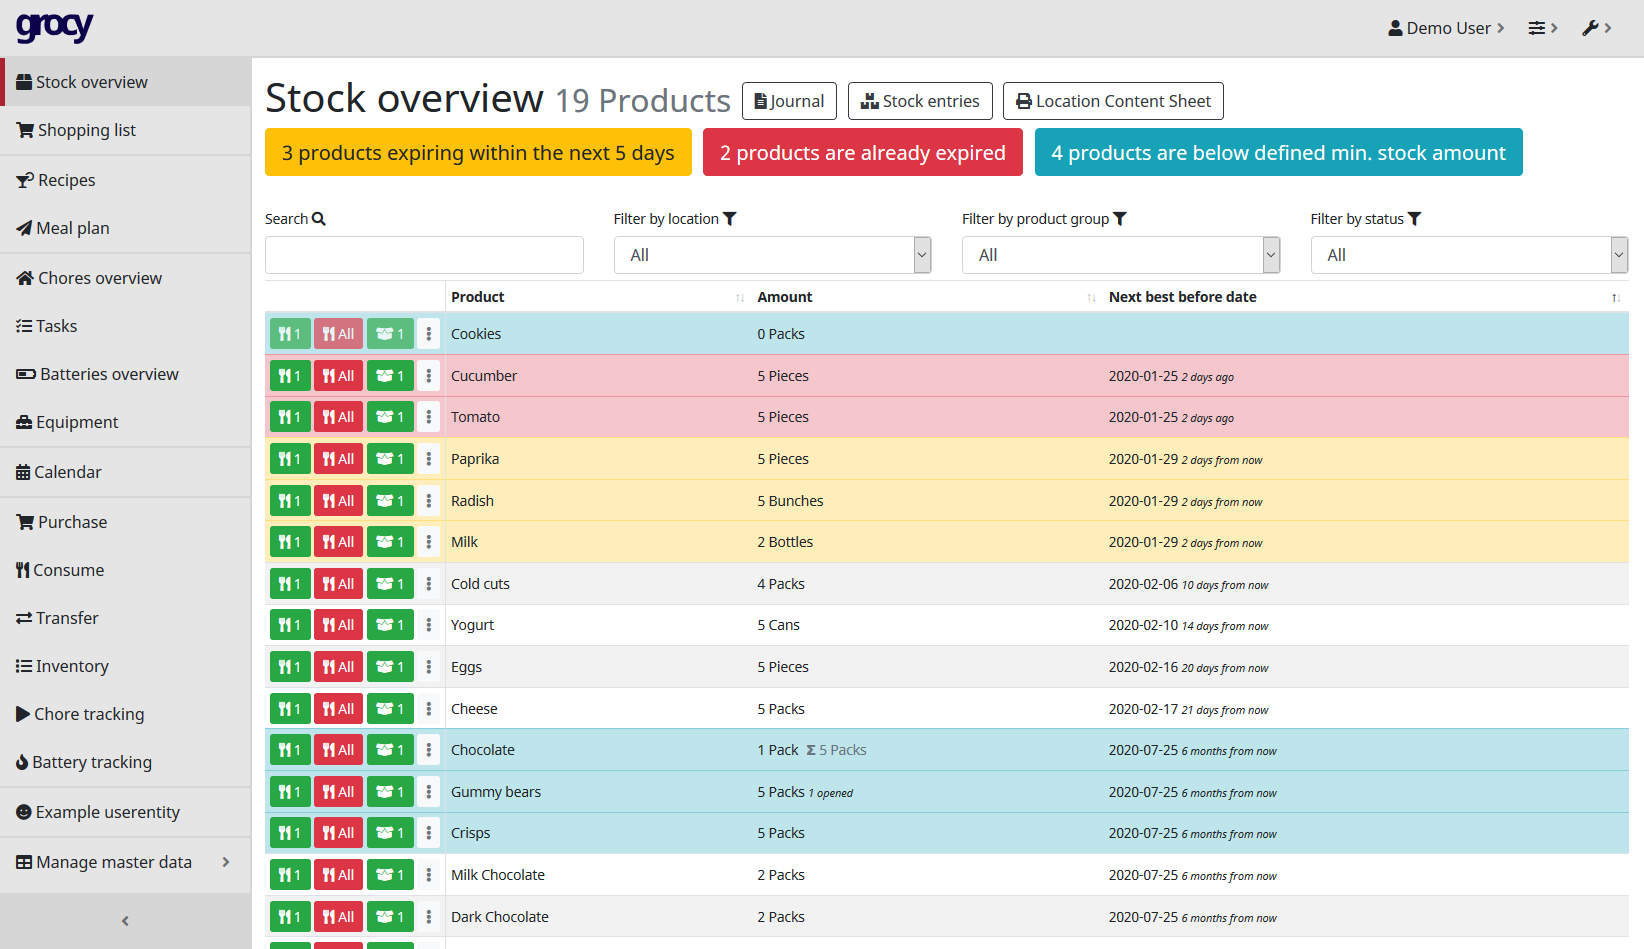 grocy
Demo User
Stock overview
Shopping list
Recipes
Meal plan
Chores overview
Tasks
Batteries overview
Equipment
Calendar
Purchase
Consume
Transfer
Inventory
Chore tracking
Battery tracking
Example userentity
Manage master data
Stock overview 19 Products Journal Stock entries Location Content Sheet
3 products expiring within the next 5 days 2 products are already expired 4 products are below defined min. stock amount
Search Filter by location Filter by product group Filter by status
All All All
Product Amount Next best before date
1 All 1 Cookies 0 Packs
1 All 1 Cucumber 5 Pieces 2020-01-25 2 days ago
1 All 1 Tomato 5 Pieces 2020-01-25 2 days ago
1 All 1 Paprika 5 Pieces 2020-01-29 2 days from now
1 All 1 Radish 5 Bunches 2020-01-29 2 days from now
1 All 1 Milk 2 Bottles 2020-01-29 2 days from now
1 All 1 Cold cuts 4 Packs 2020-02-06 10 days from now
1 All 1 Yogurt 5 Cans 2020-02-10 14 days from now
1 All 1 Eggs 5 Pieces 2020-02-16 20 days from now
1 All 1 Cheese 5 Packs 2020-02-17 21 days from now
1 All 1 Chocolate 1 Pack Σ 5 Packs 2020-07-25 6 months from now
1 All 1 Gummy bears 5 Packs 1 opened 2020-07-25 6 months from now
1 All 1 Crisps 5 Packs 2020-07-25 6 months from now
1 All 1 Milk Chocolate 2 Packs 2020-07-25 6 months from now
1 All 1 Dark Chocolate 2 Packs 2020-07-25 6 months from now